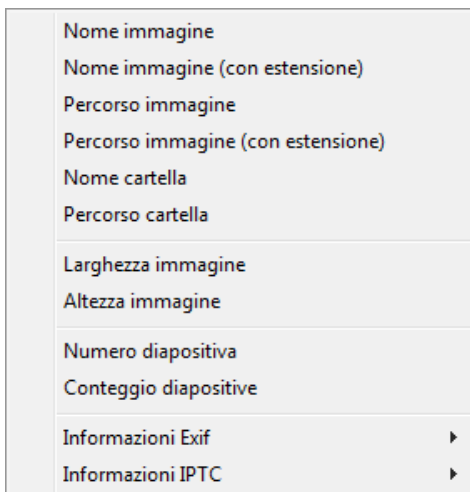 Nome immagine
Nome immagine (con estensione)
Percorso immagine
Percorso immagine (con estensione)
Nome cartella
Percorso cartella
Larghezza immagine
Altezza immagine
Numero diapositiva
Conteggio diapositive
Informazioni Exif
Informazioni IPTC